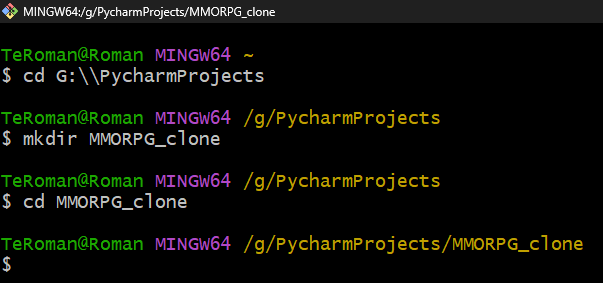 MINGW64:/g/PycharmProjects/MMORPG_clone
TeRoman@Roman MINGW64 ~
$ cd G:\\PycharmProjects
TeRoman@Roman MINGW64 /g/PycharmProjects
$ mkdir MMORPG_clone
TeRoman@Roman MINGW64 /g/PycharmProjects
$ cd MMORPG_clone
TeRoman@Roman MINGW64 /g/PycharmProjects/MMORPG_clone
$